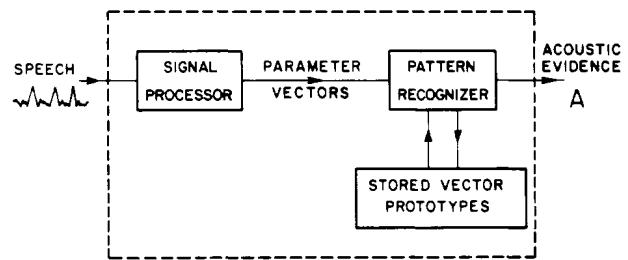 SPEECH
SIGNAL
PROCESSOR
PARAMETER
VECTORS
PATTERN
RECOGNIZER
ACOUSTIC
EVIDENCE
A
STORED VECTOR
PROTOTYPES